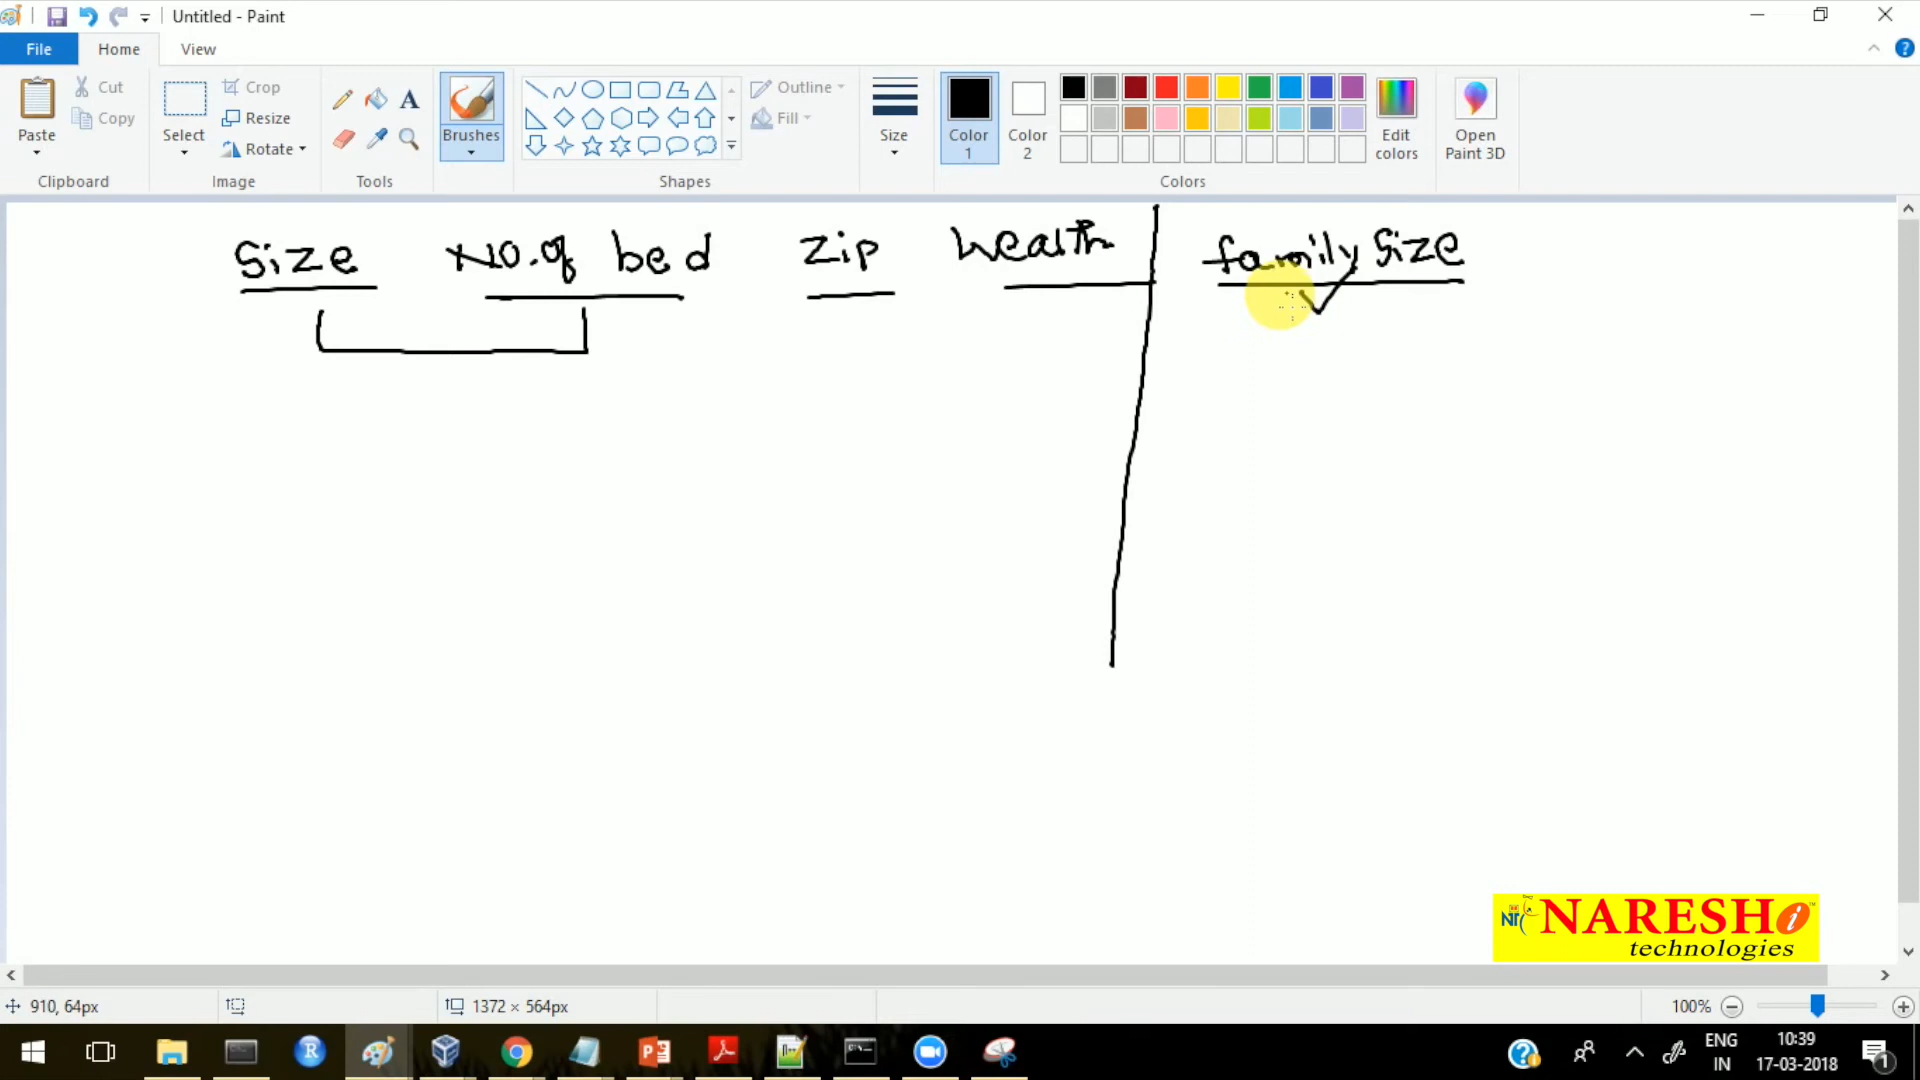 Untitled - Paint
File Home View
Paste
Cut
Copy
Clipboard
Select
Crop
Resize
Rotate
Image
Tools
Brushes
Shapes
Outline
Fill
Size
Color 1
Color 2
Colors
Edit colors
Open Paint 3D
Size No.of bed Zip Wealth family Size
NARESH i
technologies
910, 64px
1372 × 564px
100%
ENG
IN
10:39
17-03-2018
1